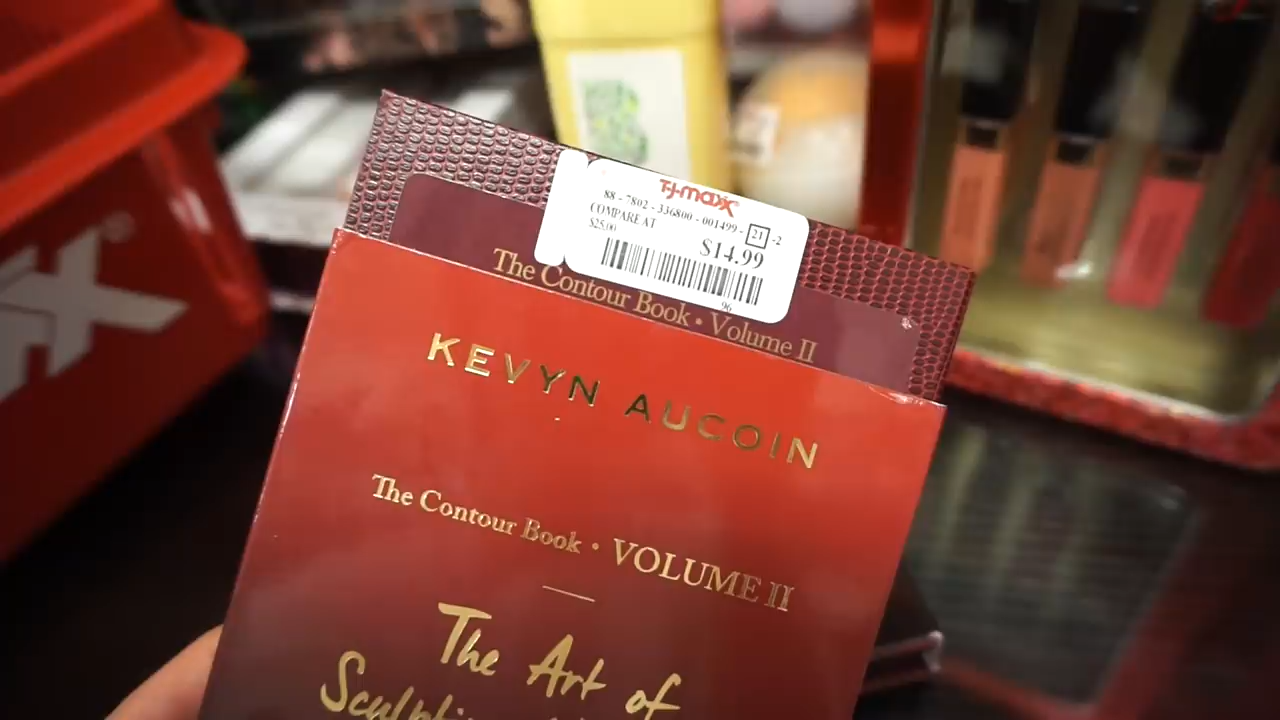 T·J·maxx®
88 - 7802 - 336800 - 001499 - 21 -2
COMPARE AT
$25.00
$14.99
96
The Contour Book • Volume II
KEVYN AUCOIN
The Contour Book • VOLUME II
The Art of